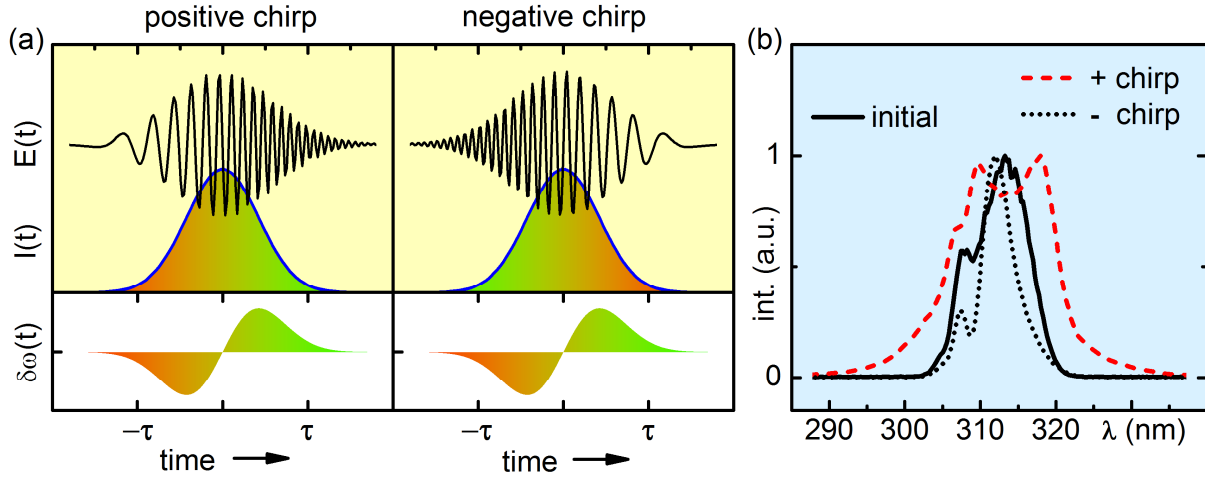 positive chirp negative chirp
(a) (b)
E(t)
I(t)
δω(t)
−τ τ −τ τ
time time
initial
+ chirp
- chirp
int. (a.u.)
1
0
290 300 310 320 λ (nm)